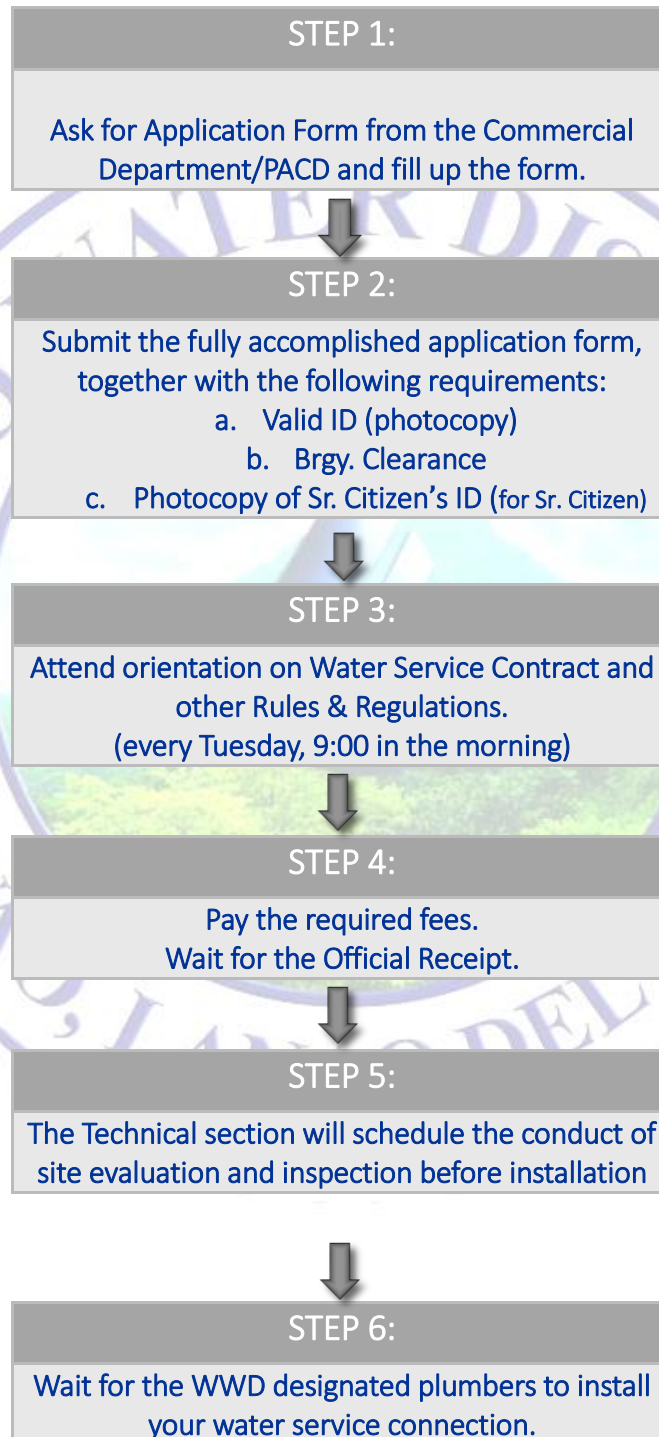 STEP 1:
Ask for Application Form from the Commercial
Department/PACD and fill up the form.
WATER DIS
STEP 2:
Submit the fully accomplished application form,
together with the following requirements:
a. Valid ID (photocopy)
b. Brgy. Clearance
c. Photocopy of Sr. Citizen’s ID (for Sr. Citizen)
STEP 3:
Attend orientation on Water Service Contract and
other Rules & Regulations.
(every Tuesday, 9:00 in the morning)
STEP 4:
Pay the required fees.
Wait for the Official Receipt.
O, LANAO DEL
STEP 5:
The Technical section will schedule the conduct of
site evaluation and inspection before installation
STEP 6:
Wait for the WWD designated plumbers to install
your water service connection.